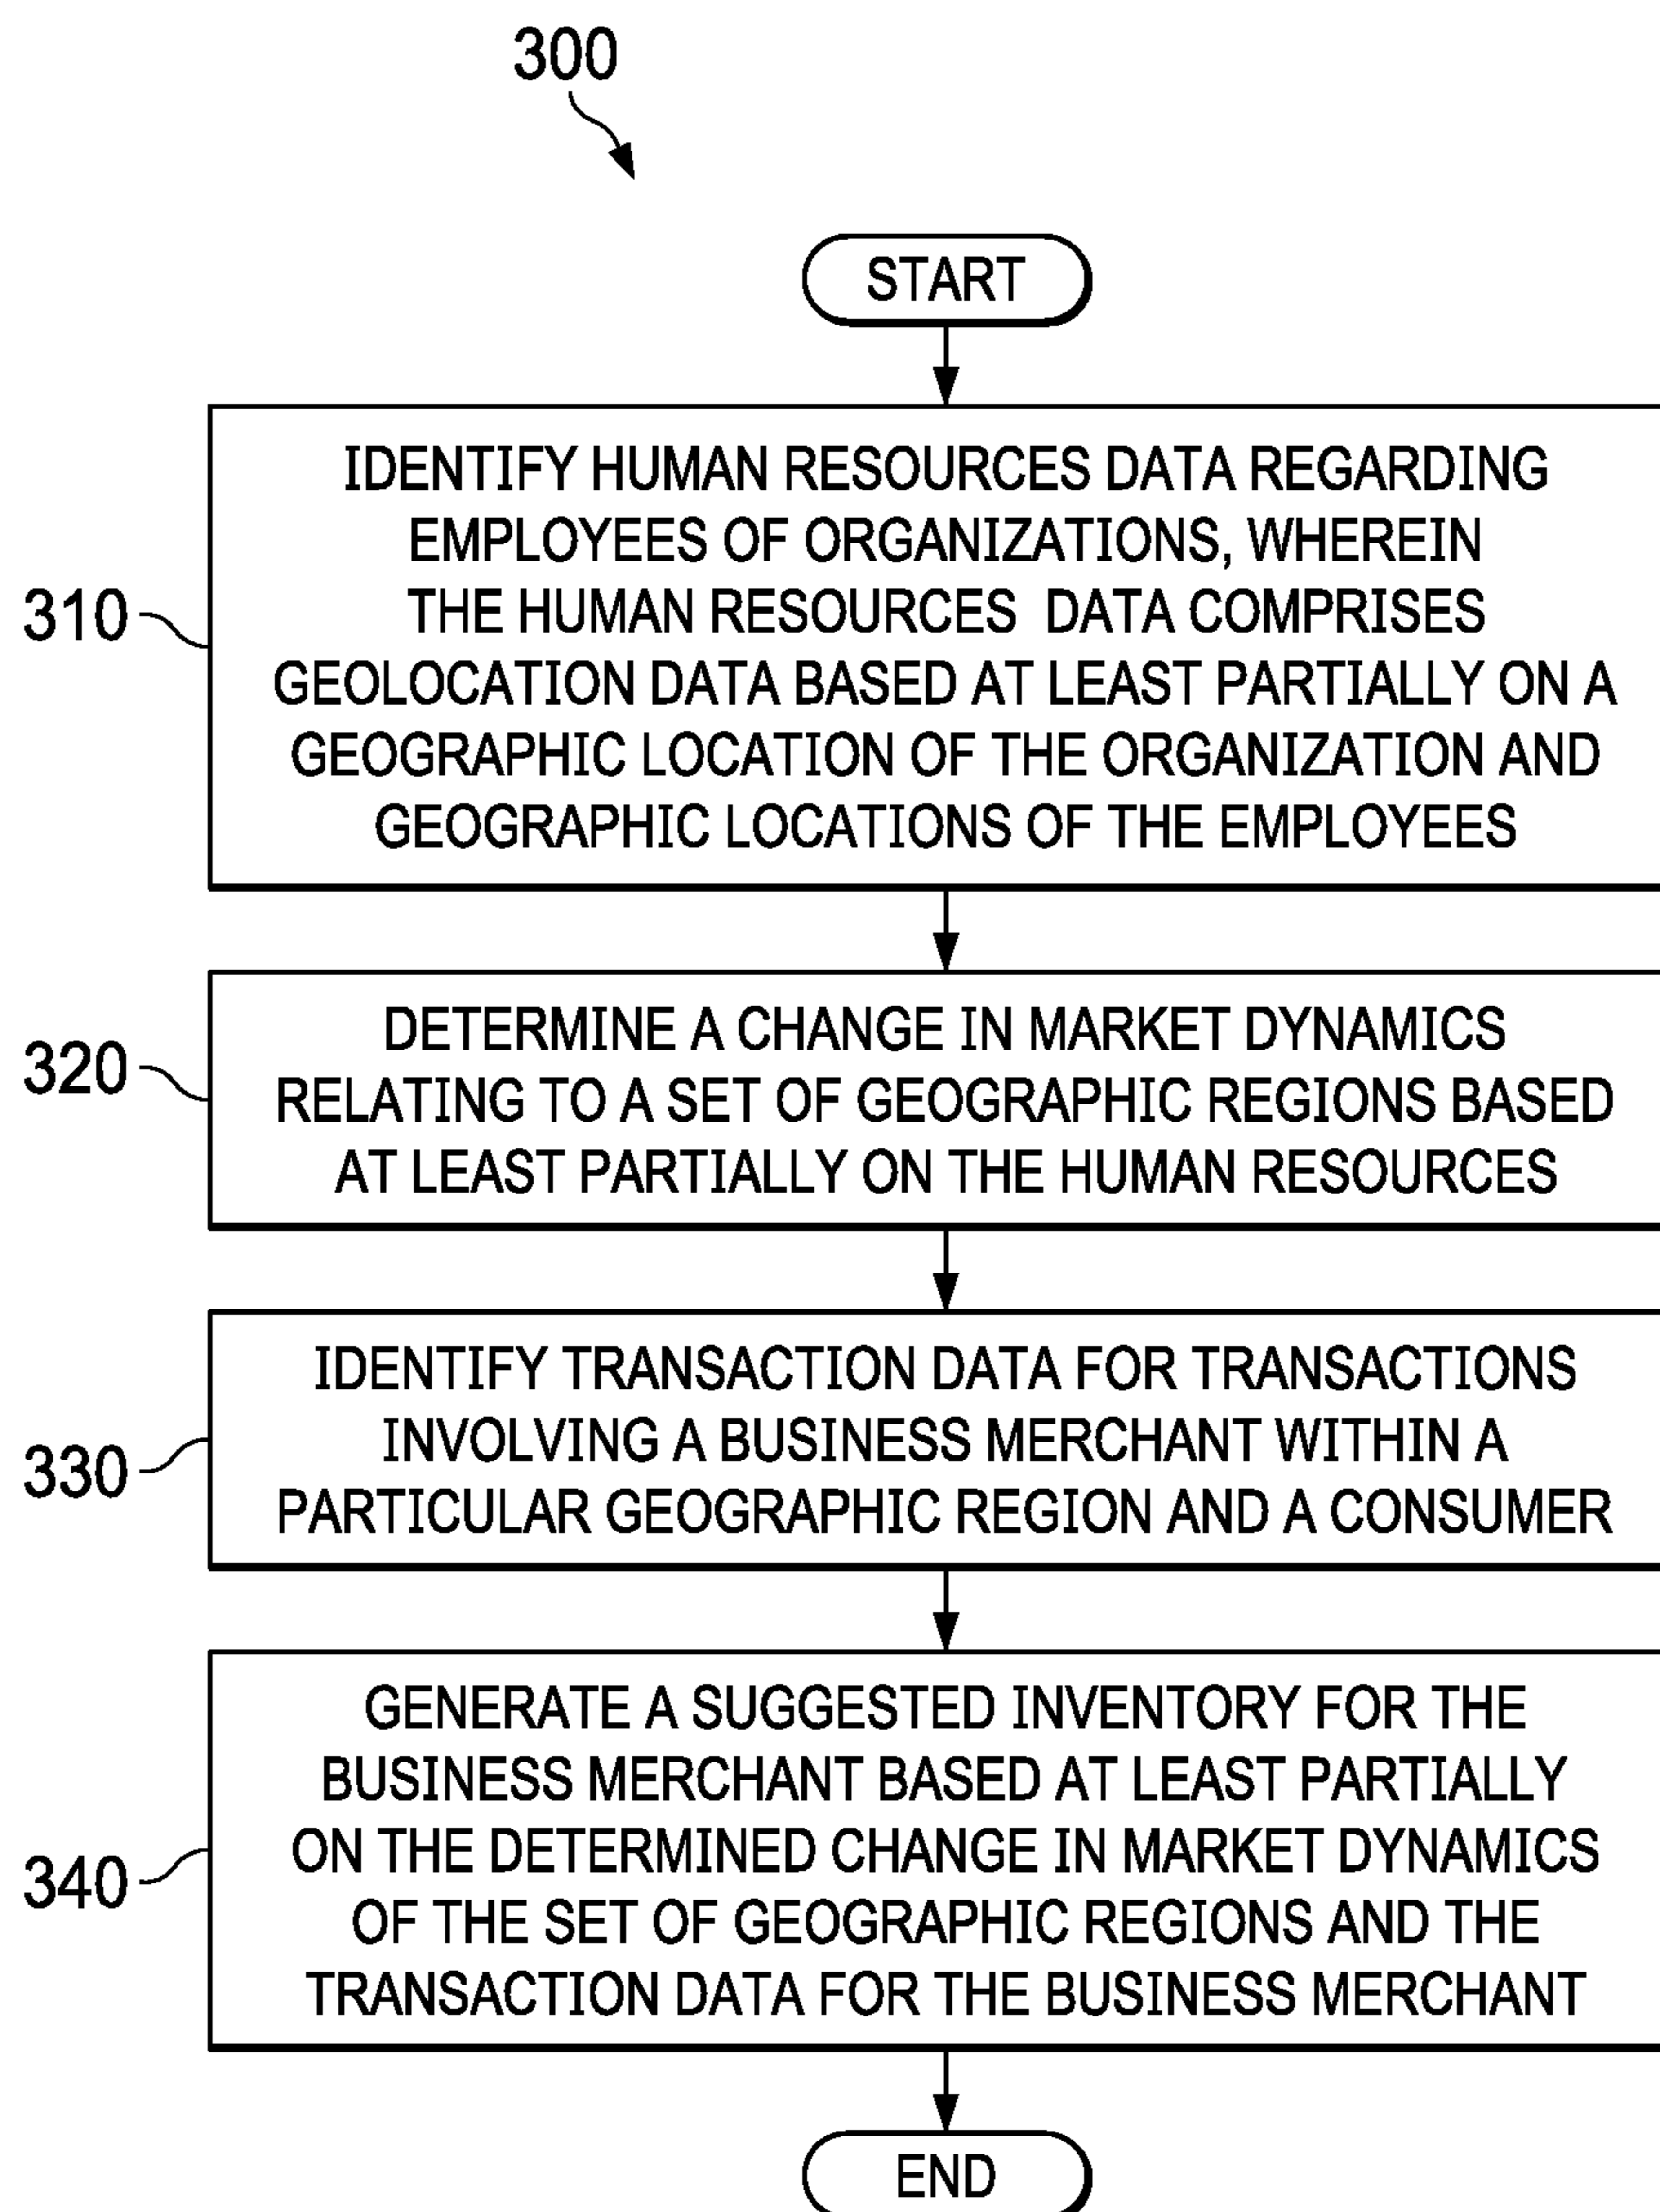 300
START
310
IDENTIFY HUMAN RESOURCES DATA REGARDING
EMPLOYEES OF ORGANIZATIONS, WHEREIN
THE HUMAN RESOURCES DATA COMPRISES
GEOLOCATION DATA BASED AT LEAST PARTIALLY ON A
GEOGRAPHIC LOCATION OF THE ORGANIZATION AND
GEOGRAPHIC LOCATIONS OF THE EMPLOYEES
320
DETERMINE A CHANGE IN MARKET DYNAMICS
RELATING TO A SET OF GEOGRAPHIC REGIONS BASED
AT LEAST PARTIALLY ON THE HUMAN RESOURCES
330
IDENTIFY TRANSACTION DATA FOR TRANSACTIONS
INVOLVING A BUSINESS MERCHANT WITHIN A
PARTICULAR GEOGRAPHIC REGION AND A CONSUMER
340
GENERATE A SUGGESTED INVENTORY FOR THE
BUSINESS MERCHANT BASED AT LEAST PARTIALLY
ON THE DETERMINED CHANGE IN MARKET DYNAMICS
OF THE SET OF GEOGRAPHIC REGIONS AND THE
TRANSACTION DATA FOR THE BUSINESS MERCHANT
END